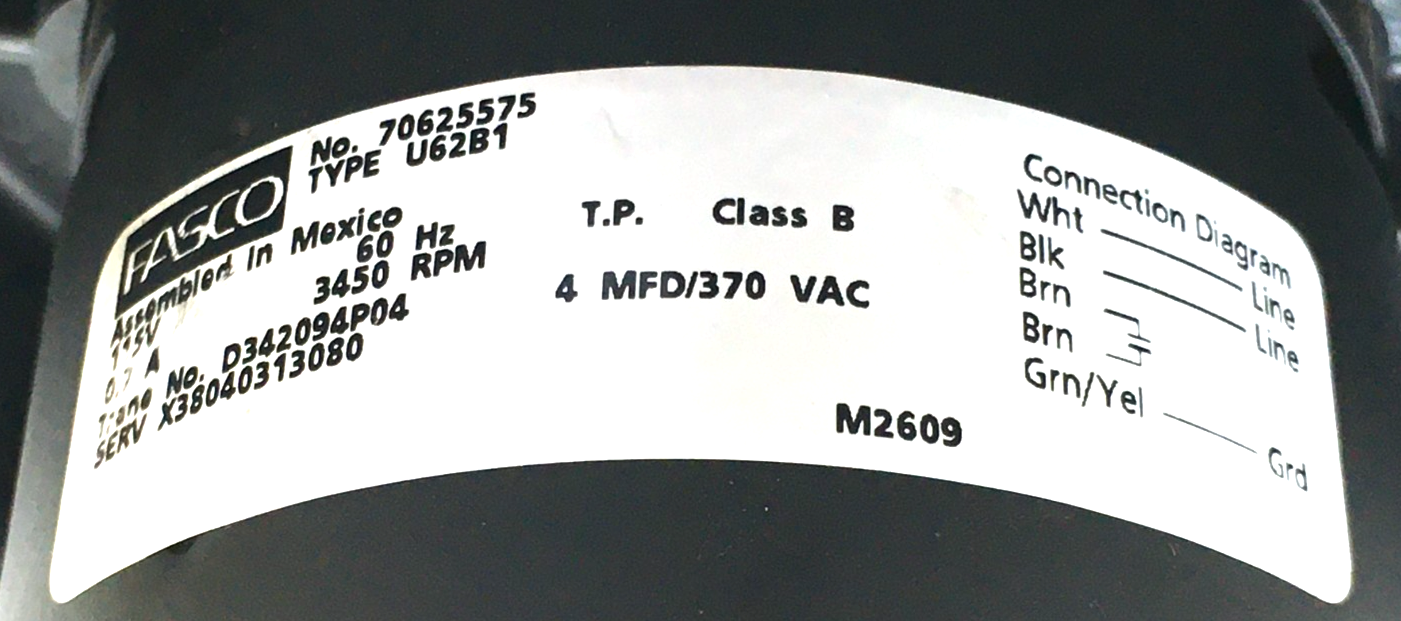 FASCO
No. 70625575
TYPE U62B1
Assembled in Mexico
60 Hz
3450 RPM
A
Trane No. D342094P04
SERV X38040313080
T.P. Class B
4 MFD/370 VAC
M2609
Connection Diagram
Wht Line
Blk Line
Brn
Brn
Grn/Yel Grd